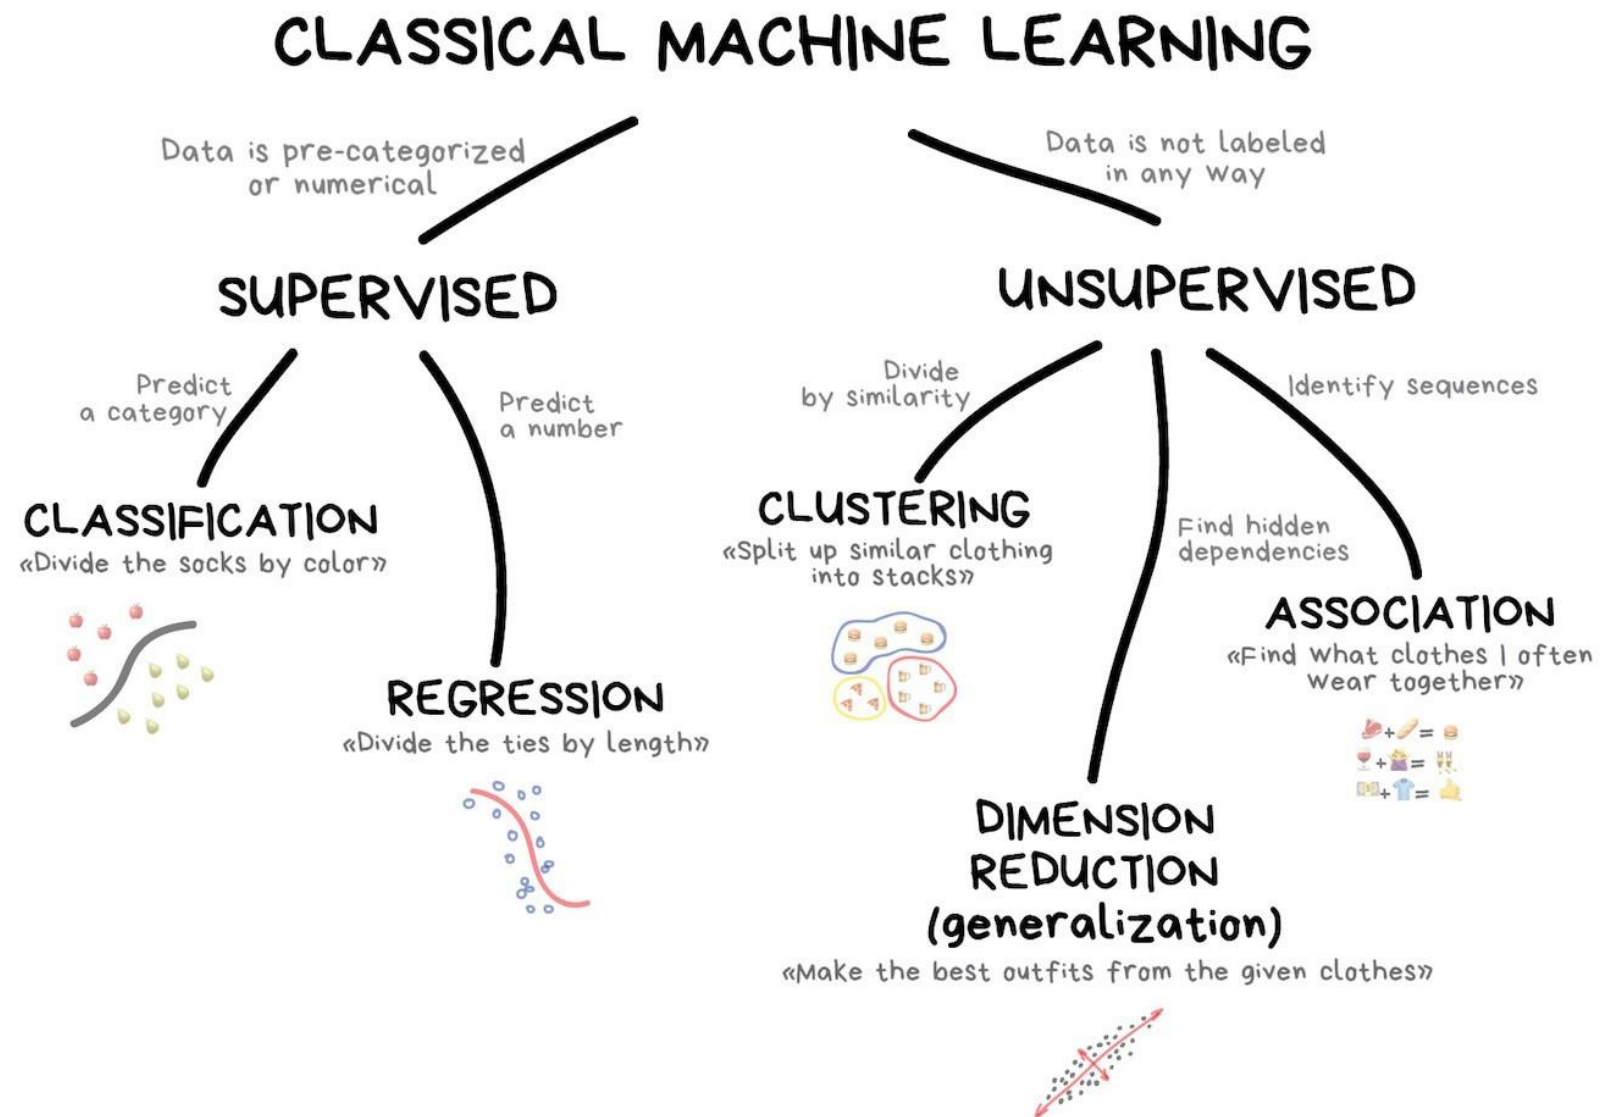 CLASSICAL MACHINE LEARNING
Data is pre-categorized
or numerical
Data is not labeled
in any way
SUPERVISED
UNSUPERVISED
Predict
a category
Predict
a number
Divide
by similarity
Identify sequences
CLASSIFICATION
«Divide the socks by color»
CLUSTERING
«Split up similar clothing
into stacks»
Find hidden
dependencies
ASSOCIATION
«Find what clothes I often
wear together»
REGRESSION
«Divide the ties by length»
+ =
+ =
+ =
DIMENSION
REDUCTION
(generalization)
«Make the best outfits from the given clothes»